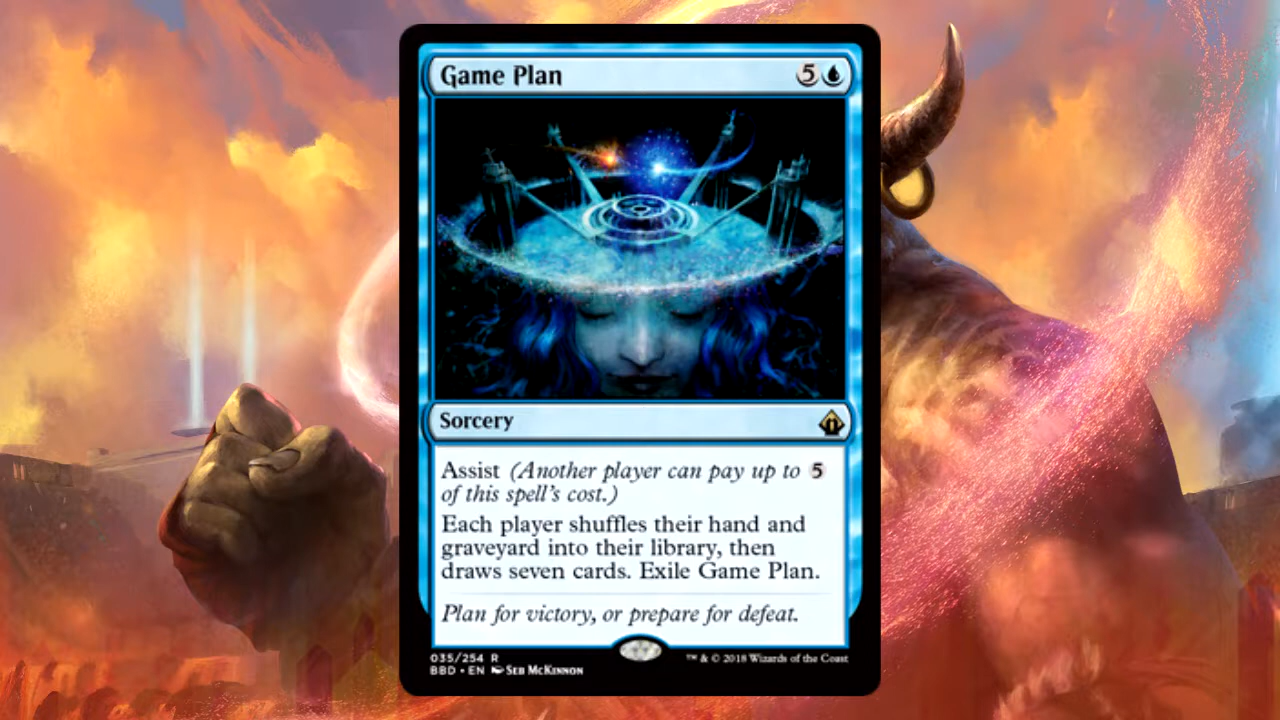 Game Plan 5
Sorcery
Assist (Another player can pay up to 5
of this spell's cost.)
Each player shuffles their hand and
graveyard into their library, then
draws seven cards. Exile Game Plan.
Plan for victory, or prepare for defeat.
035/254 R
BBD • EN Seb McKinnon
™ & © 2018 Wizards of the Coast